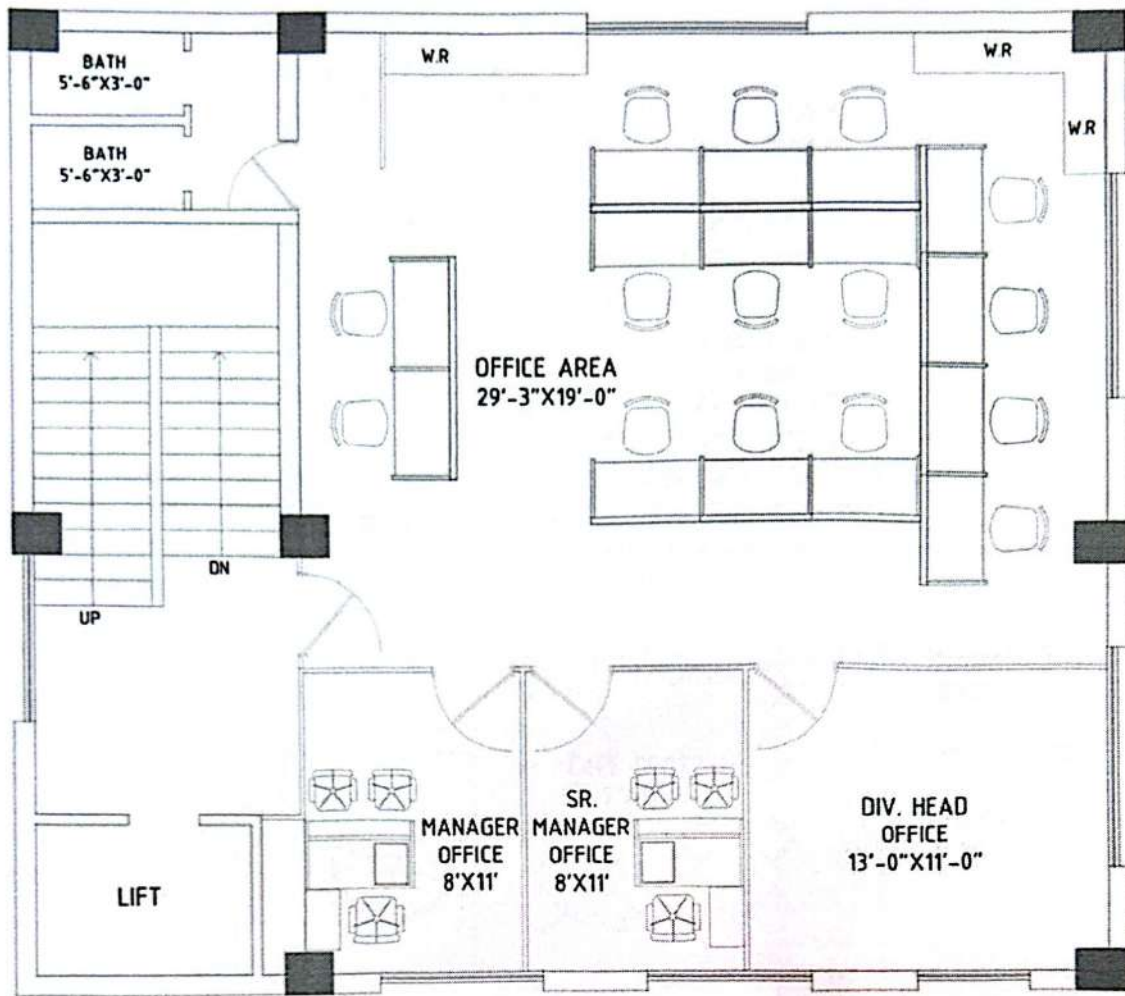 BATH
5'-6"X3'-0"
W.R
W.R
W.R
BATH
5'-6"X3'-0"
OFFICE AREA
29'-3"X19'-0"
DN
UP
LIFT
MANAGER
OFFICE
8'X11'
SR.
MANAGER
OFFICE
8'X11'
DIV. HEAD
OFFICE
13'-0"X11'-0"